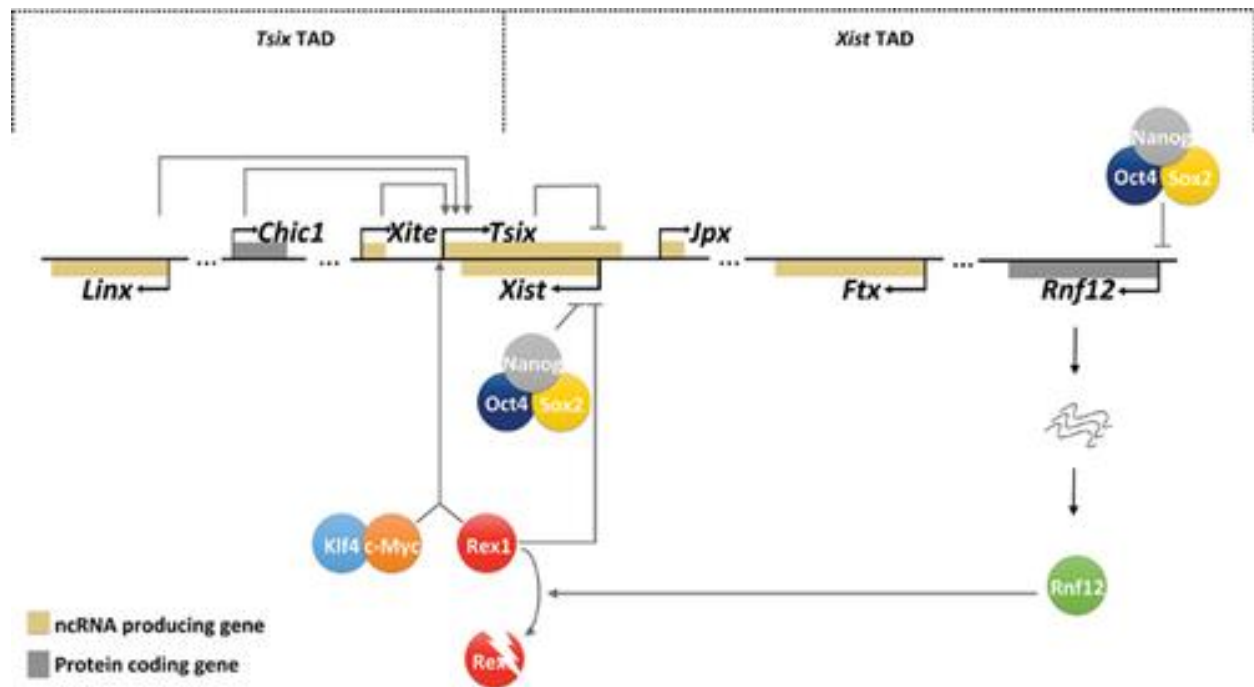 Tsix TAD
Xist TAD
Nanog
Oct4
Sox2
Chic1
Xite
Tsix
Jpx
...
...
...
...
Linx
Xist
Ftx
Rnf12
Nanog
Oct4
Sox2
Klf4
c-Myc
Rex1
Rnf12
Rex
ncRNA producing gene
Protein coding gene